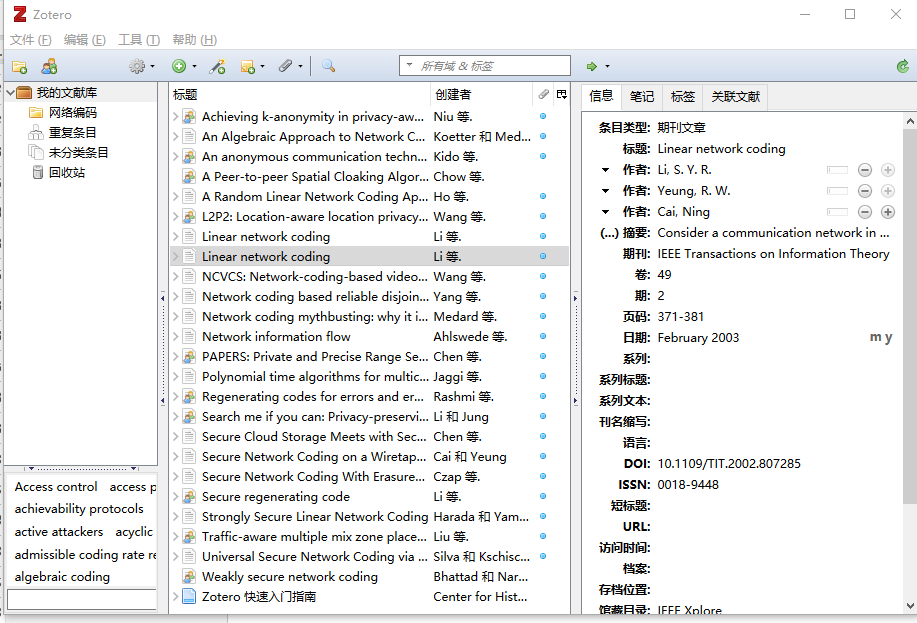 Zotero
文件 (F) 编辑 (E) 工具 (T) 帮助 (H)
所有域 & 标签
我的文献库
网络编码
重复条目
未分类条目
回收站
Access control access p
achievability protocols
active attackers acyclic
admissible coding rate re
algebraic coding
标题 创建者
Achieving k-anonymity in privacy-aw... Niu 等.
An Algebraic Approach to Network C... Koetter 和 Med...
An anonymous communication techn... Kido 等.
A Peer-to-peer Spatial Cloaking Algor... Chow 等.
A Random Linear Network Coding Ap... Ho 等.
L2P2: Location-aware location privacy... Wang 等.
Linear network coding Li 等.
Linear network coding Li 等.
NCVCS: Network-coding-based video... Wang 等.
Network coding based reliable disjoin... Yang 等.
Network coding mythbusting: why it i... Medard 等.
Network information flow Ahlswede 等.
PAPERS: Private and Precise Range Se... Chen 等.
Polynomial time algorithms for multic... Jaggi 等.
Regenerating codes for errors and er... Rashmi 等.
Search me if you can: Privacy-preservi... Li 和 Jung
Secure Cloud Storage Meets with Sec... Chen 等.
Secure Network Coding on a Wiretap... Cai 和 Yeung
Secure Network Coding With Erasure... Czap 等.
Secure regenerating code Li 等.
Strongly Secure Linear Network Coding Harada 和 Yam...
Traffic-aware multiple mix zone place... Liu 等.
Universal Secure Network Coding via ... Silva 和 Kschisc...
Weakly secure network coding Bhattad 和 Nar...
Zotero 快速入门指南 Center for Hist...
信息 笔记 标签 关联文献
条目类型: 期刊文章
标题: Linear network coding
作者: Li, S. Y. R.
作者: Yeung, R. W.
作者: Cai, Ning
(...) 摘要: Consider a communication network in ...
期刊: IEEE Transactions on Information Theory
卷: 49
期: 2
页码: 371-381
日期: February 2003 m y
系列:
系列标题:
系列文本:
刊名缩写:
语言:
DOI: 10.1109/TIT.2002.807285
ISSN: 0018-9448
短标题:
URL:
访问时间:
档案:
存档位置:
馆藏目录: IEEE Xplore